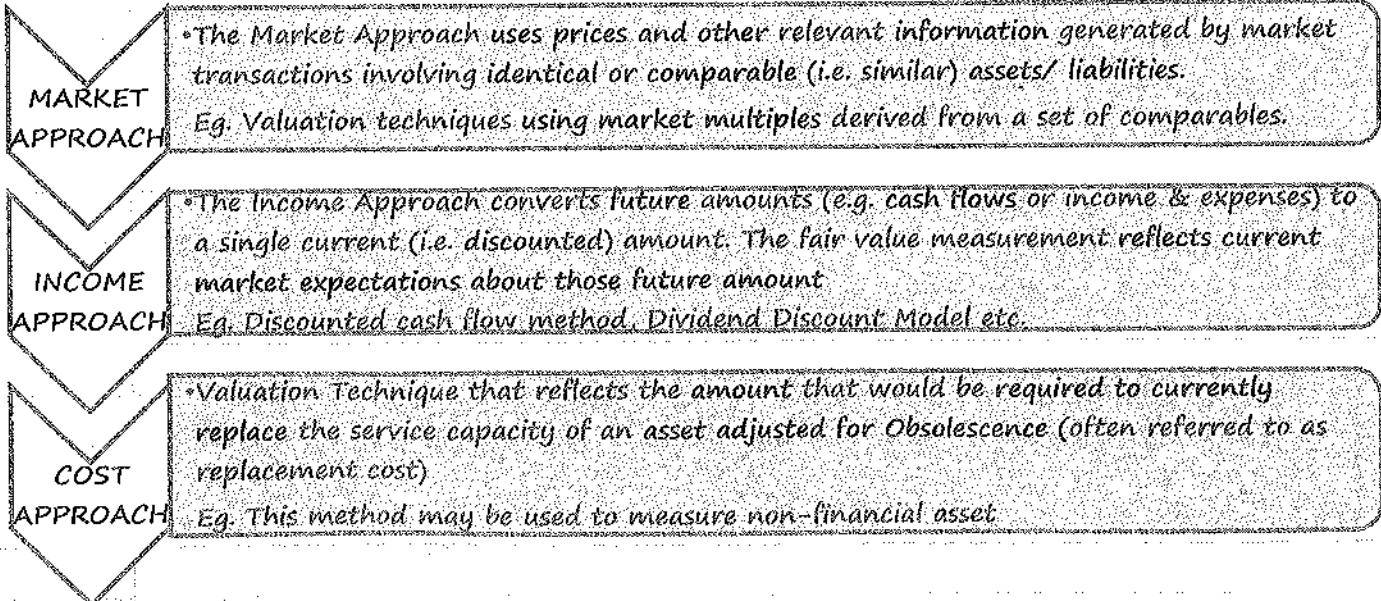 MARKET
APPROACH
•The Market Approach uses prices and other relevant information generated by market
transactions involving identical or comparable (i.e. similar) assets/ liabilities.
Eg. Valuation techniques using market multiples derived from a set of comparables.
INCOME
APPROACH
•The Income Approach converts future amounts (e.g. cash flows or income & expenses) to
a single current (i.e. discounted) amount. The fair value measurement reflects current
market expectations about those future amount
Eg. Discounted cash flow method, Dividend Discount Model etc.
COST
APPROACH
•Valuation Technique that reflects the amount that would be required to currently
replace the service capacity of an asset adjusted for Obsolescence (often referred to as
replacement cost)
Eg. This method may be used to measure non-financial asset